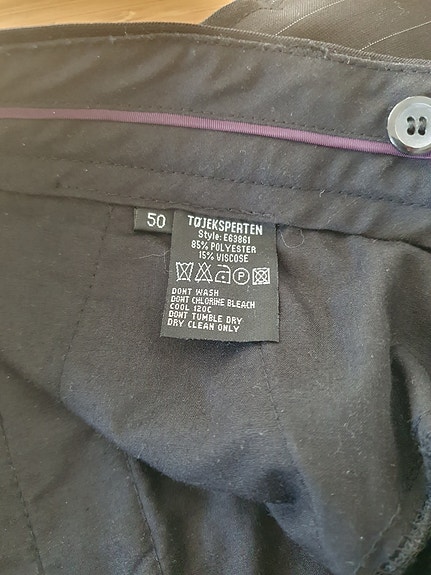 50
TØJEKSPERTEN
Style: E63861
85% POLYESTER
15% VISCOSE
P
DONT WASH
DONT CHLORINE BLEACH
COOL 120C
DONT TUMBLE DRY
DRY CLEAN ONLY